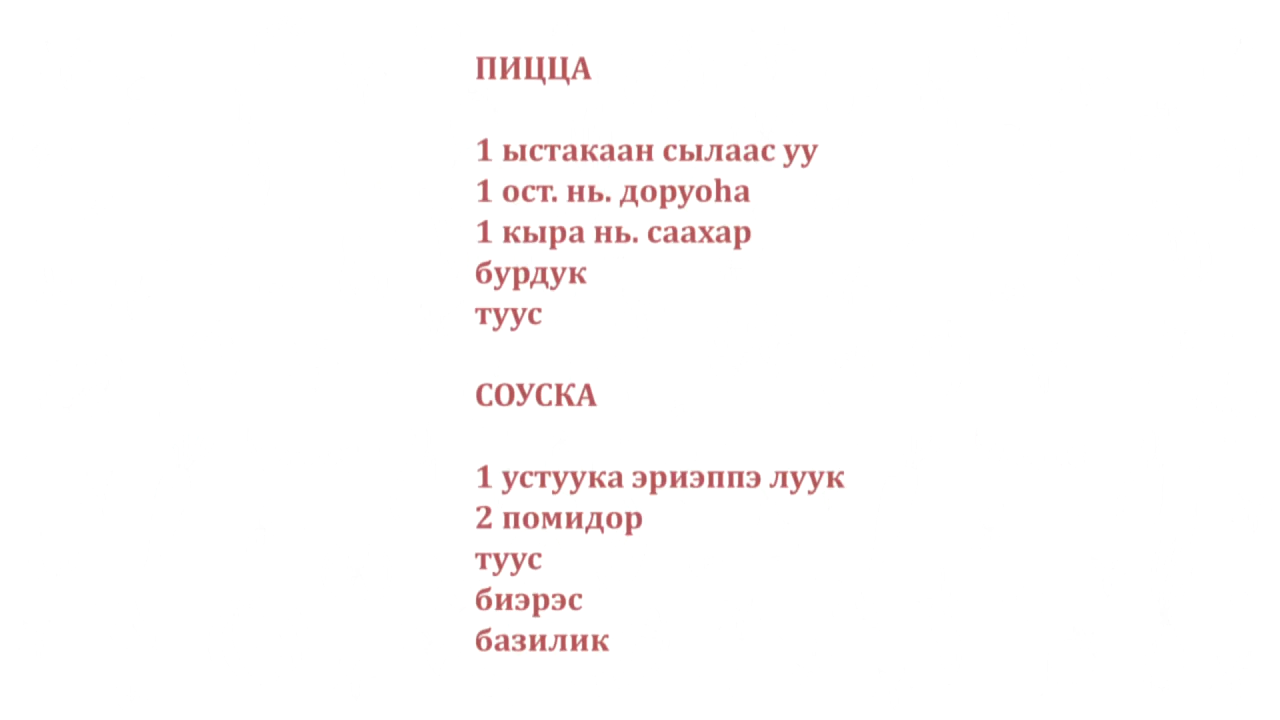 ПИЦЦА
1 ыстакаан сылаас уу
1 ост. нь. доруоһа
1 кыра нь. саахар
бурдук
туус
СОУСКА
1 устуука эриэппэ луук
2 помидор
туус
биэрэс
базилик